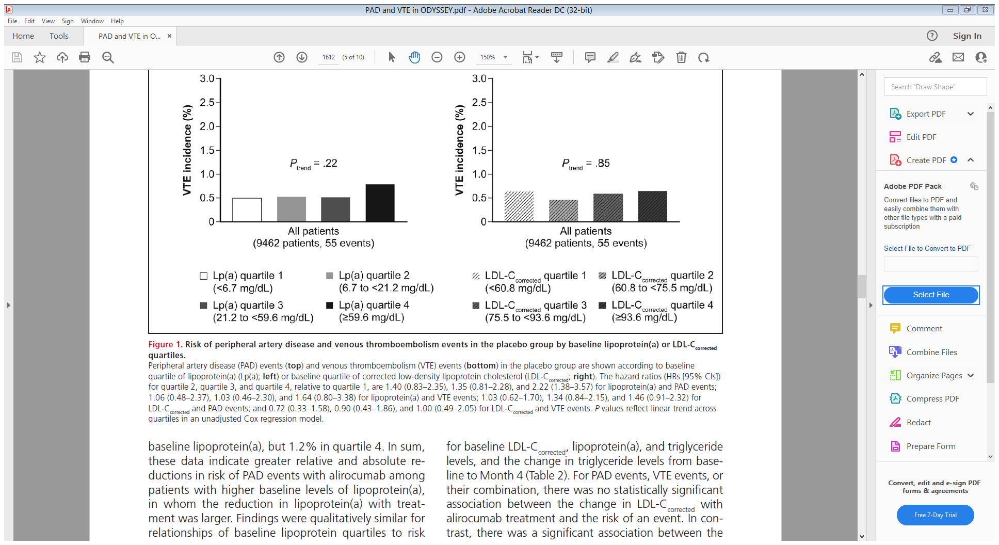 PAD and VTE in ODYSSEY.pdf - Adobe Acrobat Reader DC (32-bit)
File Edit View Sign Window Help
Home Tools PAD and VTE in O... × ? Sign In
1612 (5 of 10) 150%
3.0
2.5
2.0
1.5
1.0
0.5
0
VTE incidence (%)
Ptrend = .22
All patients
(9462 patients, 55 events)
3.0
2.5
2.0
1.5
1.0
0.5
0
VTE incidence (%)
Ptrend = .85
All patients
(9462 patients, 55 events)
Lp(a) quartile 1
(<6.7 mg/dL)
Lp(a) quartile 2
(6.7 to <21.2 mg/dL)
Lp(a) quartile 3
(21.2 to <59.6 mg/dL)
Lp(a) quartile 4
(≥59.6 mg/dL)
LDL-Ccorrected quartile 1
(<60.8 mg/dL)
LDL-Ccorrected quartile 2
(60.8 to <75.5 mg/dL)
LDL-Ccorrected quartile 3
(75.5 to <93.6 mg/dL)
LDL-Ccorrected quartile 4
(≥93.6 mg/dL)
Figure 1. Risk of peripheral artery disease and venous thromboembolism events in the placebo group by baseline lipoprotein(a) or LDL-Ccorrected
quartiles.
Peripheral artery disease (PAD) events (top) and venous thromboembolism (VTE) events (bottom) in the placebo group are shown according to baseline
quartile of lipoprotein(a) (Lp(a); left) or baseline quartile of corrected low-density lipoprotein cholesterol (LDL-Ccorrected; right). The hazard ratios (HRs [95% CIs])
for quartile 2, quartile 3, and quartile 4, relative to quartile 1, are 1.40 (0.83–2.35), 1.35 (0.81–2.28), and 2.22 (1.38–3.57) for lipoprotein(a) and PAD events;
1.06 (0.48–2.37), 1.03 (0.46–2.30), and 1.64 (0.80–3.38) for lipoprotein(a) and VTE events; 1.03 (0.62–1.70), 1.34 (0.84–2.15), and 1.46 (0.91–2.32) for
LDL-Ccorrected and PAD events; and 0.72 (0.33–1.58), 0.90 (0.43–1.86), and 1.00 (0.49–2.05) for LDL-Ccorrected and VTE events. P values reflect linear trend across
quartiles in an unadjusted Cox regression model.
baseline lipoprotein(a), but 1.2% in quartile 4. In sum,
these data indicate greater relative and absolute re-
ductions in risk of PAD events with alirocumab among
patients with higher baseline levels of lipoprotein(a),
in whom the reduction in lipoprotein(a) with treat-
ment was larger. Findings were qualitatively similar for
relationships of baseline lipoprotein quartiles to risk
for baseline LDL-Ccorrected, lipoprotein(a), and triglyceride
levels, and the change in triglyceride levels from base-
line to Month 4 (Table 2). For PAD events, VTE events, or
their combination, there was no statistically significant
association between the change in LDL-Ccorrected with
alirocumab treatment and the risk of an event. In con-
trast, there was a significant association between the
Search 'Draw Shape'
Export PDF
Edit PDF
Create PDF
Adobe PDF Pack
Convert files to PDF and
easily combine them with
other file types with a paid
subscription
Select File to Convert to PDF
Select File
Comment
Combine Files
Organize Pages
Compress PDF
Redact
Prepare Form
Convert, edit and e-sign PDF
forms & agreements
Free 7-Day Trial